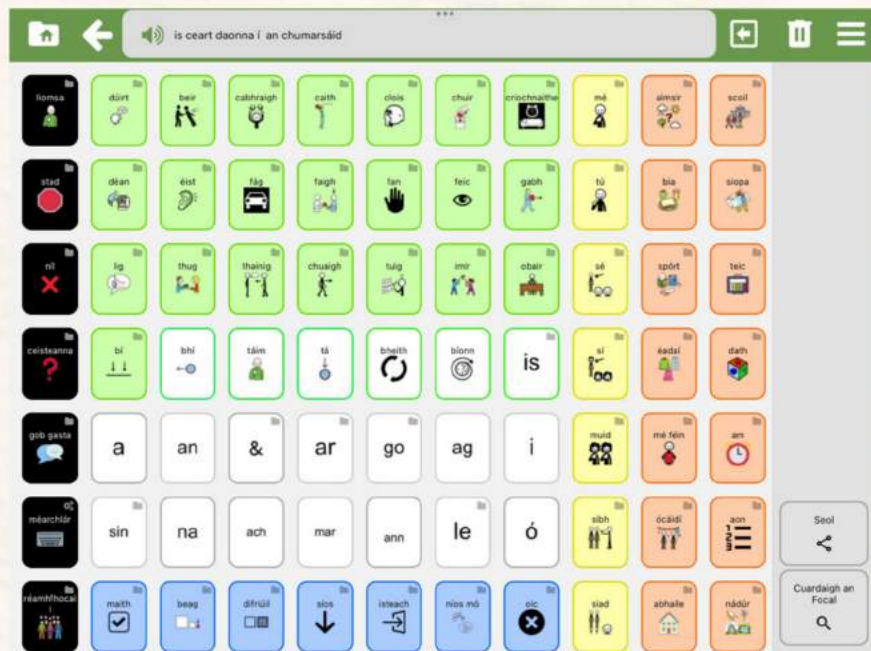 is ceart daonna í an chumarsáid
liomsa dúirt beir cabhraigh caith clois chuir críochnaithe mé aimsir scoil
stad déan éist fág faigh fan feic gabh tú bia siopa
níl lig thug tháinig chuaigh tuig imir obair sé spórt teic
ceisteanna bí bhí táim tá bheith bíonn is sí éadaí dath
gob gasta a an & ar go ag i muid mé féin am
méarchlár sin na ach mar ann le ó sibh ócáidí aon
Seol
réamhfhocail maith beag difriúil síos isteach níos mó olc siad abhaile nádúr
Cuardaigh an
Focal